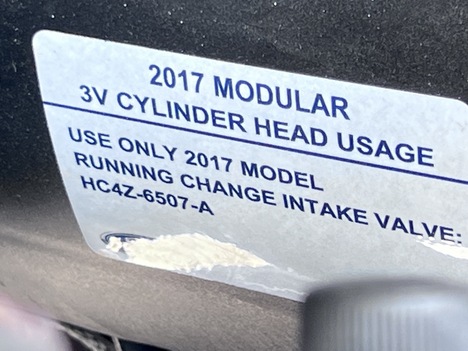 2017 MODULAR
3V CYLINDER HEAD USAGE
USE ONLY 2017 MODEL
RUNNING CHANGE INTAKE VALVE:
HC4Z-6507-A